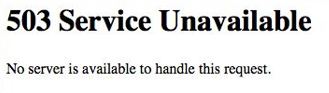 503 Service Unavailable
No server is available to handle this request.